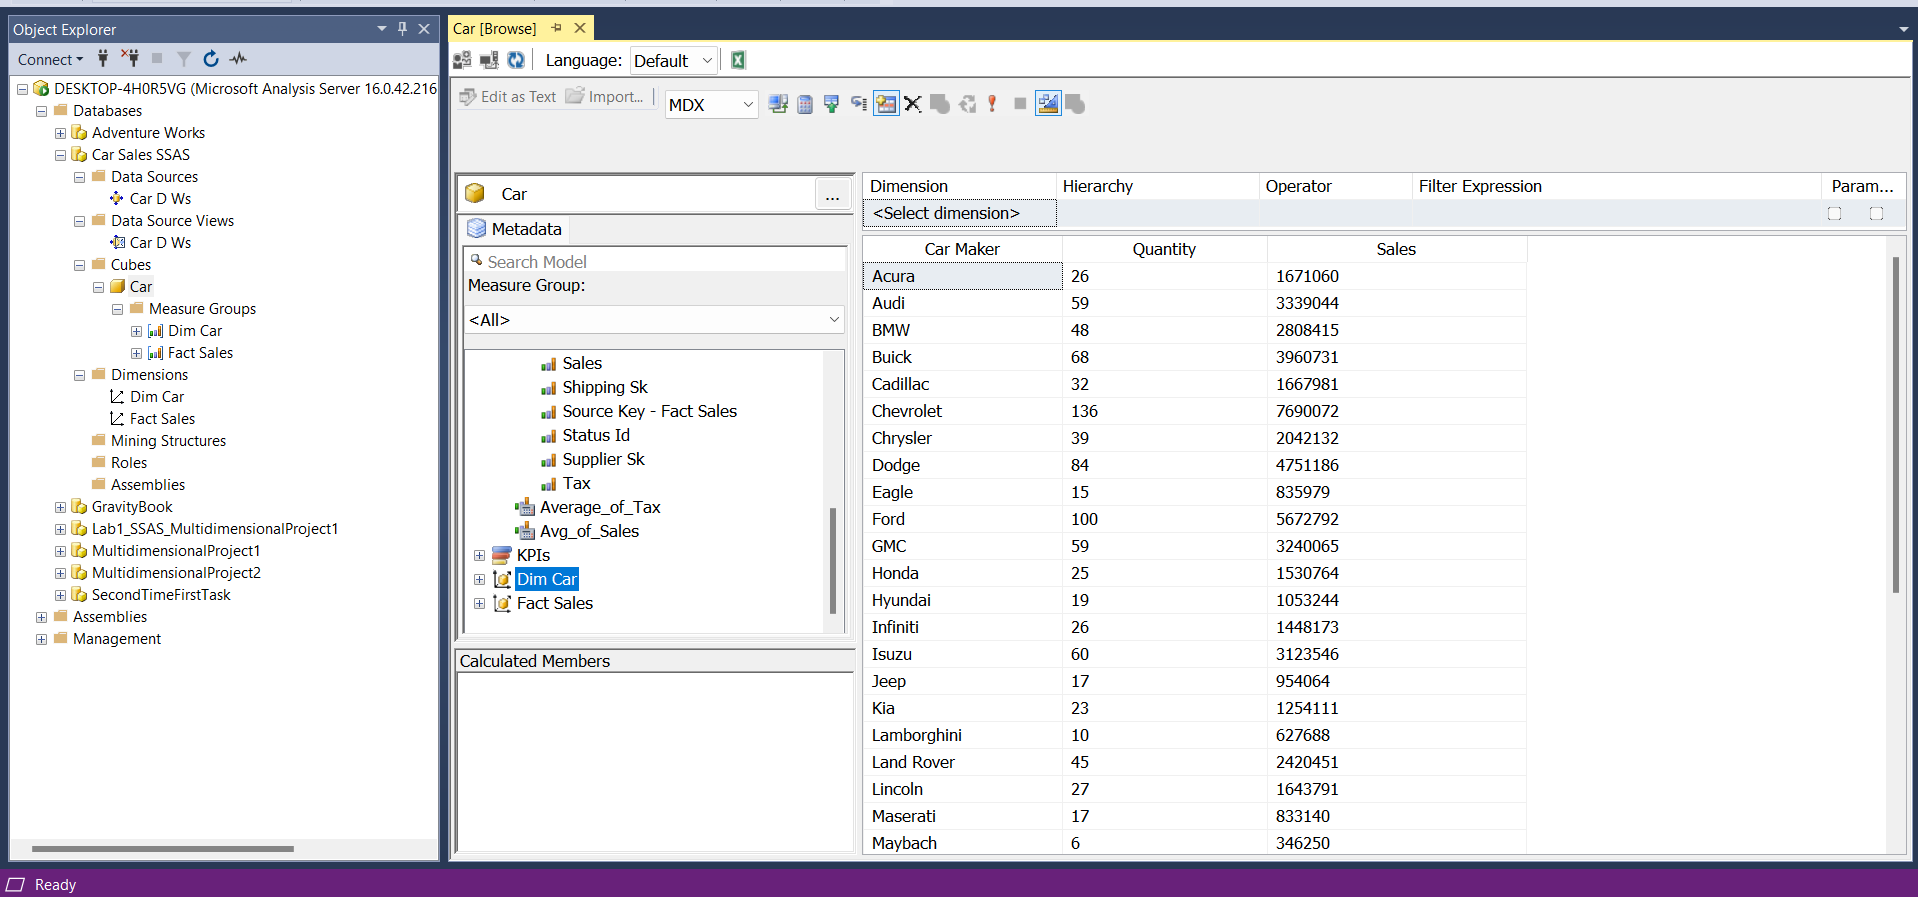 Object Explorer
Connect
DESKTOP-4H0R5VG (Microsoft Analysis Server 16.0.42.216
Databases
Adventure Works
Car Sales SSAS
Data Sources
Car D Ws
Data Source Views
Car D Ws
Cubes
Car
Measure Groups
Dim Car
Fact Sales
Dimensions
Dim Car
Fact Sales
Mining Structures
Roles
Assemblies
GravityBook
Lab1_SSAS_MultidimensionalProject1
MultidimensionalProject1
MultidimensionalProject2
SecondTimeFirstTask
Assemblies
Management
Car [Browse]
Language: Default
Edit as Text Import... MDX
Car ...
Metadata
Search Model
Measure Group:
<All>
Sales
Shipping Sk
Source Key - Fact Sales
Status Id
Supplier Sk
Tax
Average_of_Tax
Avg_of_Sales
KPIs
Dim Car
Fact Sales
Calculated Members
Dimension Hierarchy Operator Filter Expression Param...
<Select dimension>
Car Maker Quantity Sales
Acura 26 1671060
Audi 59 3339044
BMW 48 2808415
Buick 68 3960731
Cadillac 32 1667981
Chevrolet 136 7690072
Chrysler 39 2042132
Dodge 84 4751186
Eagle 15 835979
Ford 100 5672792
GMC 59 3240065
Honda 25 1530764
Hyundai 19 1053244
Infiniti 26 1448173
Isuzu 60 3123546
Jeep 17 954064
Kia 23 1254111
Lamborghini 10 627688
Land Rover 45 2420451
Lincoln 27 1643791
Maserati 17 833140
Maybach 6 346250
Ready